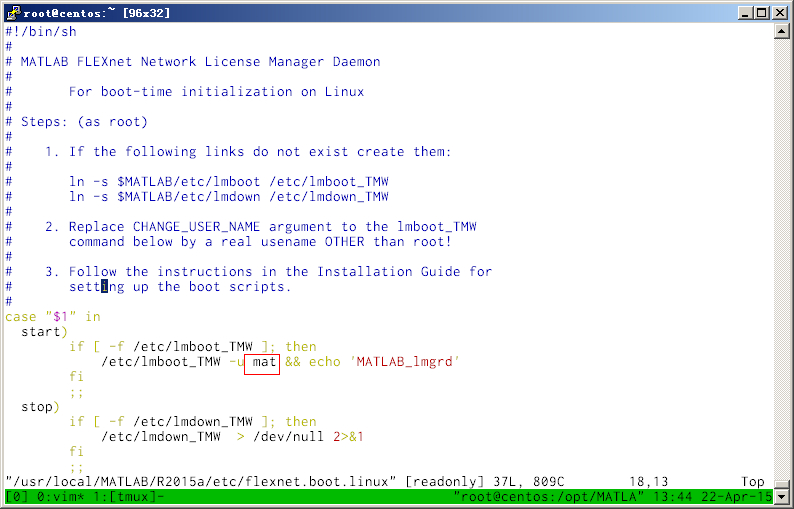 root@centos:~ [96x32]
#!/bin/sh
#
# MATLAB FLEXnet Network License Manager Daemon
#
#       For boot-time initialization on Linux
#
# Steps: (as root)
#
#    1. If the following links do not exist create them:
#
#       ln -s $MATLAB/etc/lmboot /etc/lmboot_TMW
#       ln -s $MATLAB/etc/lmdown /etc/lmdown_TMW
#
#    2. Replace CHANGE_USER_NAME argument to the lmboot_TMW
#       command below by a real usename OTHER than root!
#
#    3. Follow the instructions in the Installation Guide for
#       setting up the boot scripts.
#
case "$1" in
  start)
        if [ -f /etc/lmboot_TMW ]; then
            /etc/lmboot_TMW -u mat && echo 'MATLAB_lmgrd'
        fi
        ;;
  stop)
        if [ -f /etc/lmdown_TMW ]; then
            /etc/lmdown_TMW  > /dev/null 2>&1
        fi
        ;;
"/usr/local/MATLAB/R2015a/etc/flexnet.boot.linux" [readonly] 37L, 809C        18,13         Top
[0] 0:vim* 1:[tmux]-                                    "root@centos:/opt/MATLA" 13:44 22-Apr-15